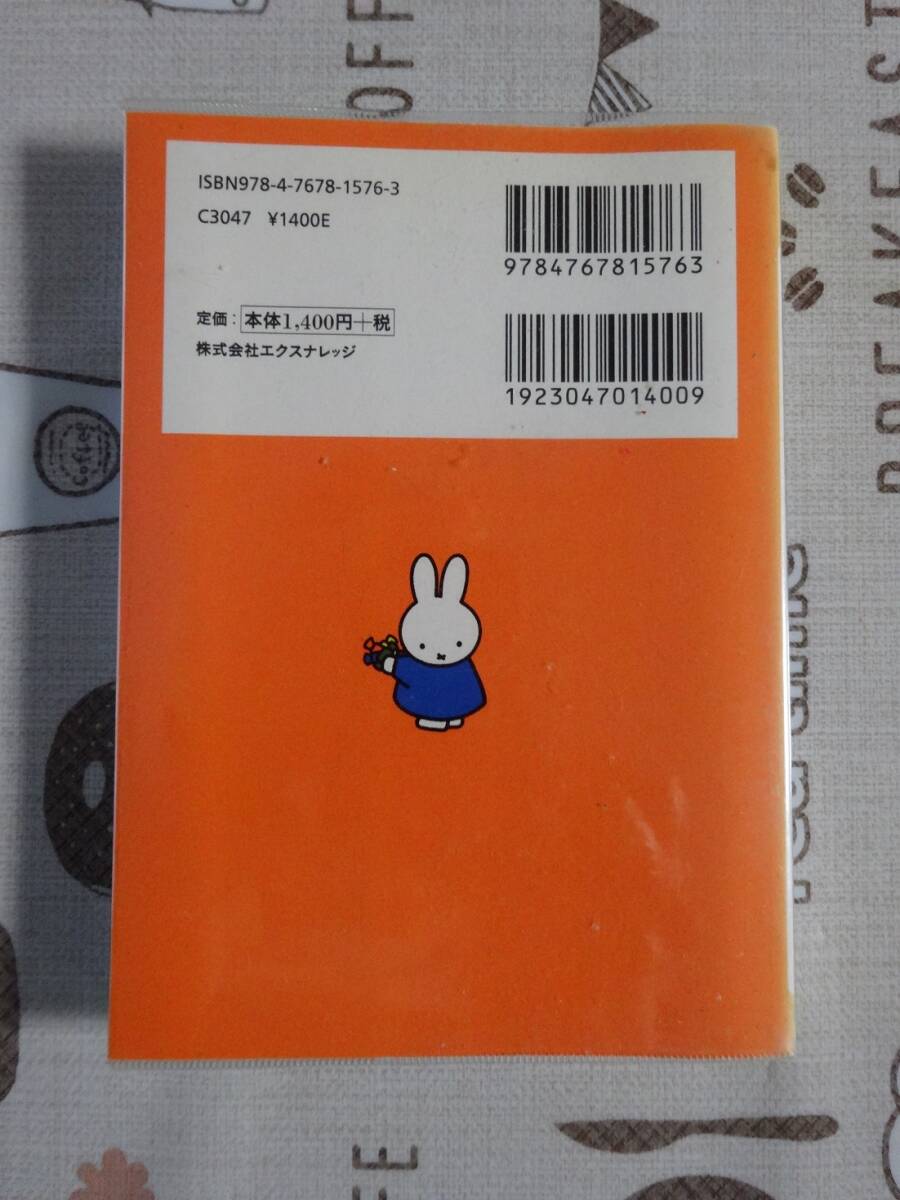 ISBN978-4-7678-1576-3
C3047 ¥1400E
9784767815763
定価：本体1,400円+税
株式会社エクスナレッジ
1923047014009
BREAKFAST
coffee